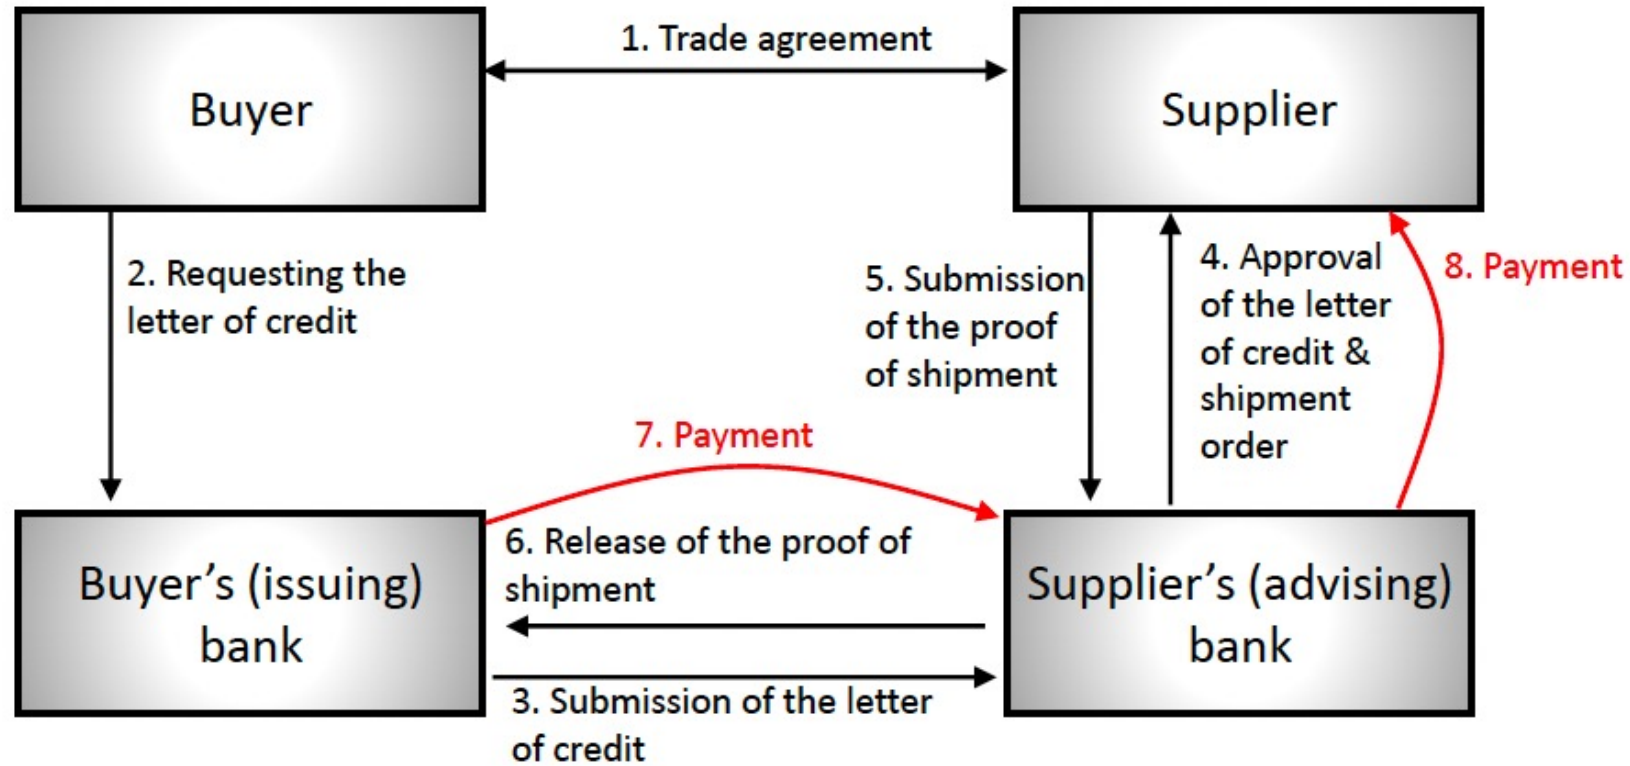 1. Trade agreement
Buyer
Supplier
2. Requesting the
letter of credit
5. Submission
of the proof
of shipment
4. Approval
of the letter
of credit &
shipment
order
8. Payment
7. Payment
6. Release of the proof of
shipment
Buyer’s (issuing)
bank
Supplier’s (advising)
bank
3. Submission of the letter
of credit